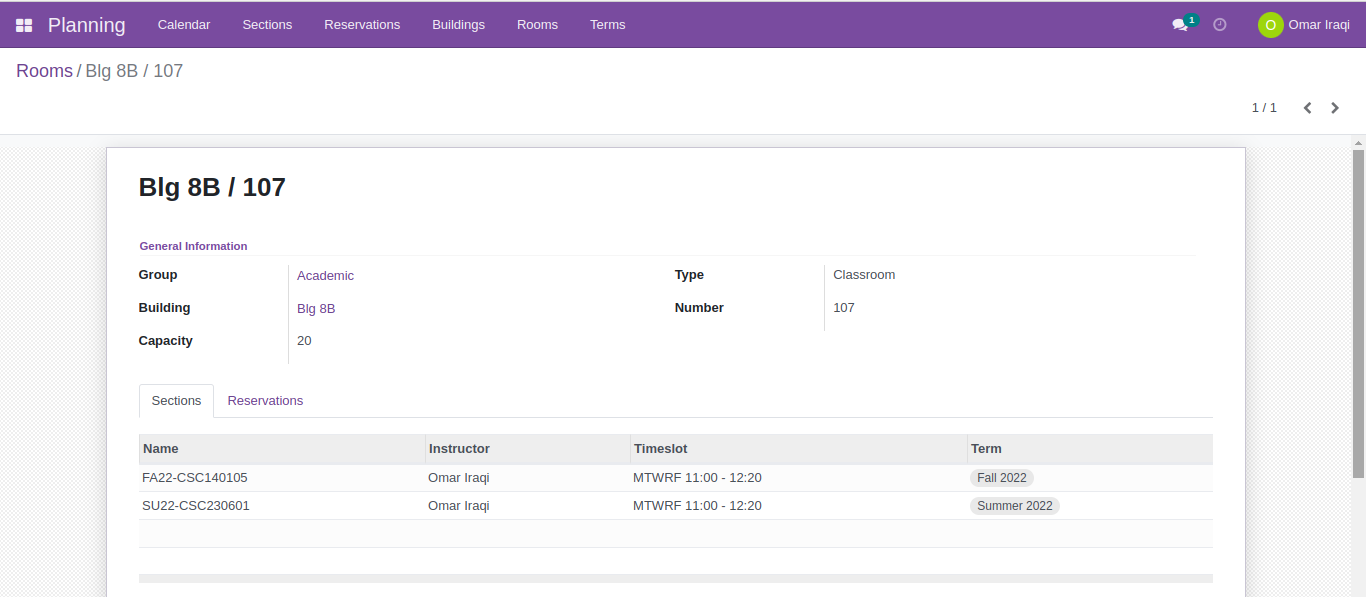 Planning Calendar Sections Reservations Buildings Rooms Terms 1 O Omar Iraqi
Rooms / Blg 8B / 107
1 / 1
Blg 8B / 107
General Information
Group Academic Type Classroom
Building Blg 8B Number 107
Capacity 20
Sections Reservations
Name Instructor Timeslot Term
FA22-CSC140105 Omar Iraqi MTWRF 11:00 - 12:20 Fall 2022
SU22-CSC230601 Omar Iraqi MTWRF 11:00 - 12:20 Summer 2022